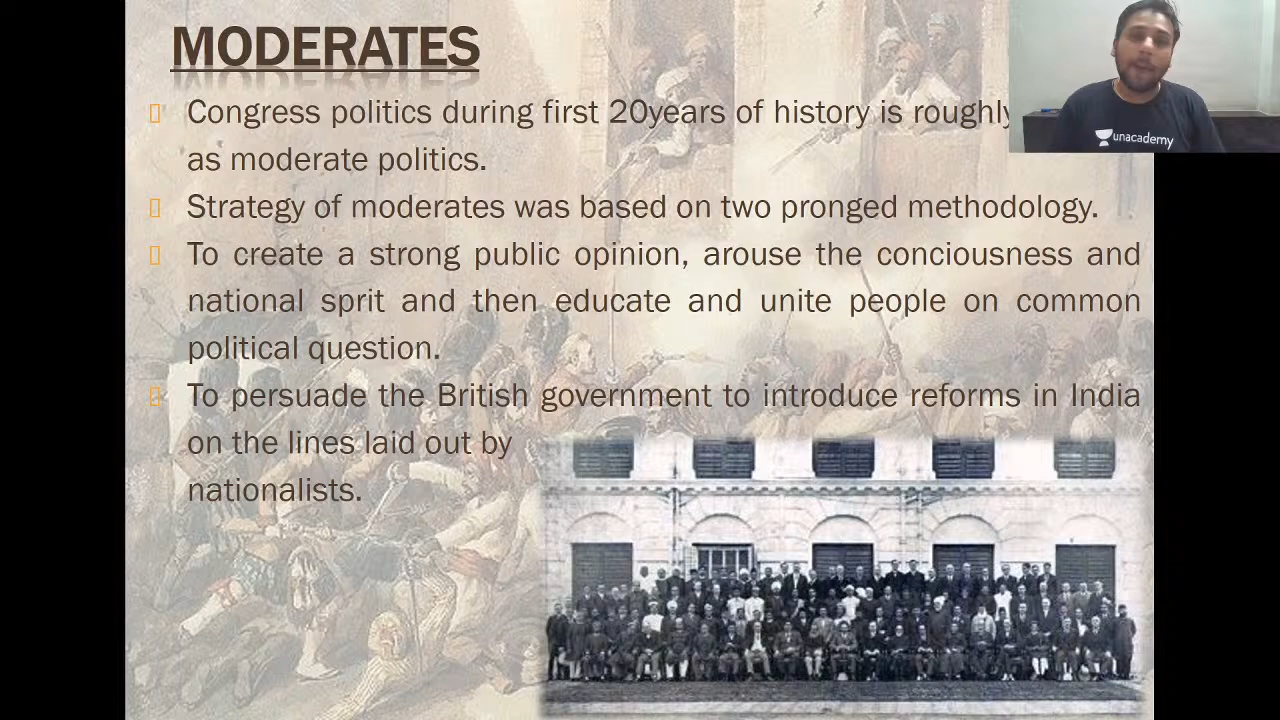 MODERATES
Congress politics during first 20years of history is roughly
as moderate politics.
Strategy of moderates was based on two pronged methodology.
To create a strong public opinion, arouse the conciousness and
national sprit and then educate and unite people on common
political question.
To persuade the British government to introduce reforms in India
on the lines laid out by
nationalists.
unacademy